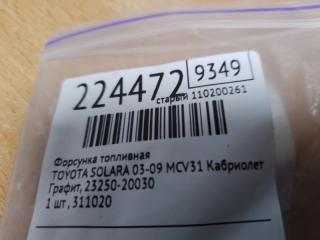 224472 9349
старый 110200261
Форсунка топливная
TOYOTA SOLARA 03-09 MCV31 Кабриолет
Графит, 23250-20030
1 шт , 311020